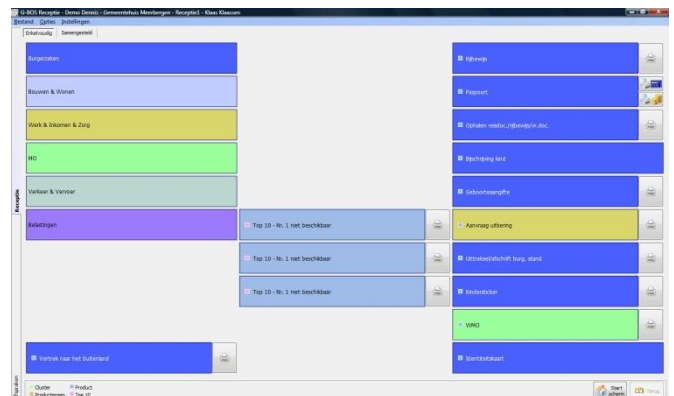 G-BOS Receptie - Demo Dennis - Gemeentehuis Meerbergen - Receptie1 - Klaas Klaassen
Bestand Opties Instellingen
Enkelvoudig Samengesteld
Burgerzaken
Rijbewijs
Bouwen & Wonen
Paspoort
Werk & Inkomen & Zorg
Ophalen reisdoc./rijbewijs/vr.doc.
MO
Bijschrijving kind
Verkeer & Vervoer
Geboorteaangifte
Receptie
Belastingen
Top 10 - Nr. 1 niet beschikbaar
Aanvraag uitkering
Top 10 - Nr. 1 niet beschikbaar
Uittreksel/afschrift burg. stand
Top 10 - Nr. 1 niet beschikbaar
Kindersticker
WMO
Vertrek naar het buitenland
Identiteitskaart
Cluster Product
Productgroep Top 10
Start scherm
Terug